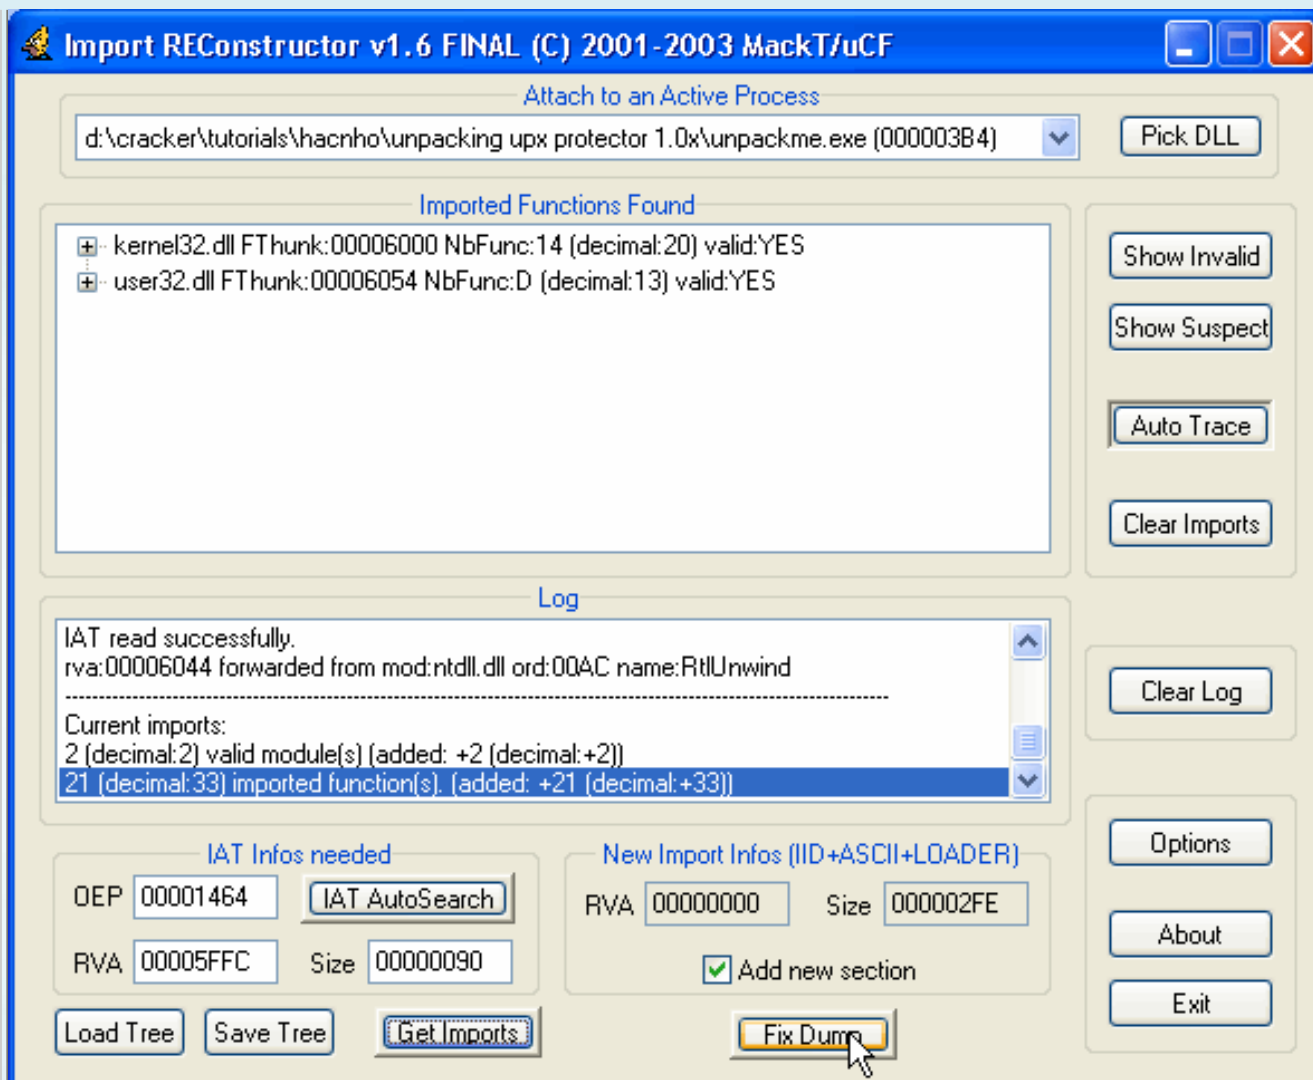 Import REConstructor v1.6 FINAL (C) 2001-2003 MackT/uCF
Attach to an Active Process
d:\cracker\tutorials\hacnho\unpacking upx protector 1.0x\unpackme.exe (000003B4)
Pick DLL
Imported Functions Found
kernel32.dll FThunk:00006000 NbFunc:14 (decimal:20) valid:YES
user32.dll FThunk:00006054 NbFunc:D (decimal:13) valid:YES
Show Invalid
Show Suspect
Auto Trace
Clear Imports
Log
IAT read successfully.
rva:00006044 forwarded from mod:ntdll.dll ord:00AC name:RtlUnwind
---------------------------------------------------------------------------------------------------------------------------
Current imports:
2 (decimal:2) valid module(s) (added: +2 (decimal:+2))
21 (decimal:33) imported function(s). (added: +21 (decimal:+33))
Clear Log
IAT Infos needed
OEP 00001464 IAT AutoSearch
RVA 00005FFC Size 00000090
New Import Infos (IID+ASCII+LOADER)
RVA 00000000 Size 000002FE
Add new section
Options
About
Exit
Load Tree
Save Tree
Get Imports
Fix Dump